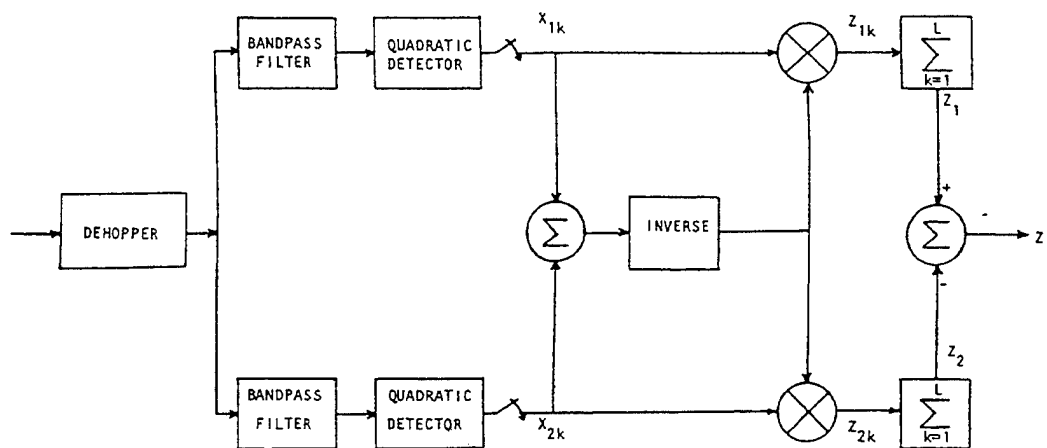 X1k
Z1k
BANDPASS
FILTER
QUADRATIC
DETECTOR
L
∑
k=1
Z1
+
DEHOPPER
∑
INVERSE
∑
-
Z
-
Z2
BANDPASS
FILTER
QUADRATIC
DETECTOR
X2k
Z2k
L
∑
k=1